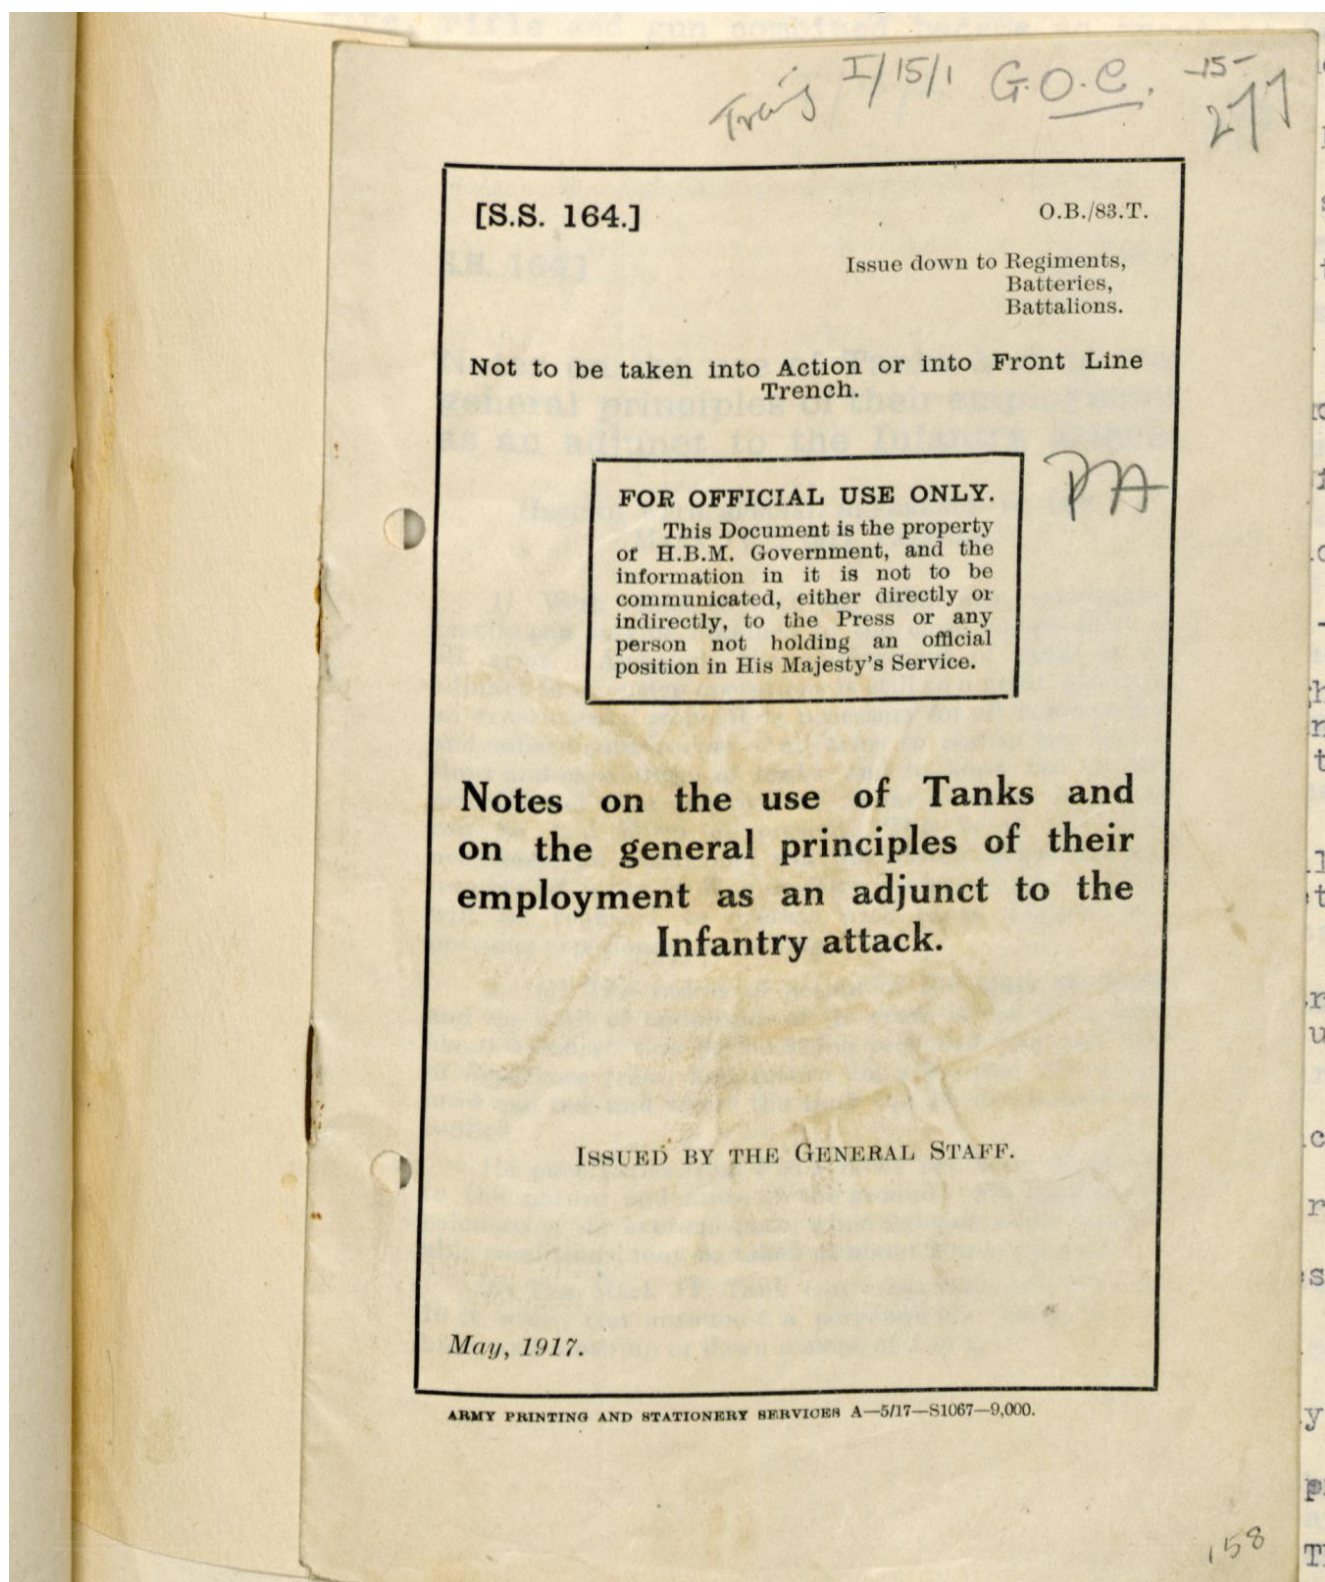 I/15/1 G.O.C. -15-
277
[S.S. 164.]
O.B./83.T.
Issue down to Regiments,
Batteries,
Battalions.
Not to be taken into Action or into Front Line
Trench.
PA
FOR OFFICIAL USE ONLY.
This Document is the property
of H.B.M. Government, and the
information in it is not to be
communicated, either directly or
indirectly, to the Press or any
person not holding an official
position in His Majesty's Service.
Notes on the use of Tanks and
on the general principles of their
employment as an adjunct to the
Infantry attack.
ISSUED BY THE GENERAL STAFF.
May, 1917.
ARMY PRINTING AND STATIONERY SERVICES A—5/17—S1067—9,000.
158